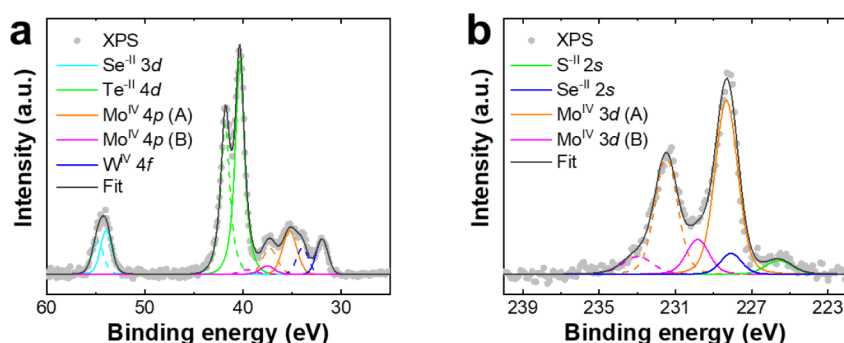 a
XPS
Se⁻ᴵᴵ 3d
Te⁻ᴵᴵ 4d
Moᴵⱽ 4p (A)
Moᴵⱽ 4p (B)
Wᴵⱽ 4f
Fit
Intensity (a.u.)
60 50 40 30
Binding energy (eV)
b
XPS
S⁻ᴵᴵ 2s
Se⁻ᴵᴵ 2s
Moᴵⱽ 3d (A)
Moᴵⱽ 3d (B)
Fit
Intensity (a.u.)
239 235 231 227 223
Binding energy (eV)